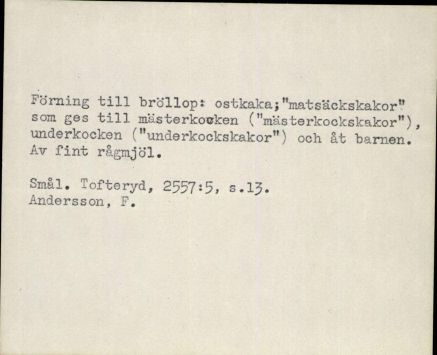 Förning till bröllop: ostkaka;"matsäckskakor"
som ges till mästerkocken ("mästerkockskakor"),
underkocken ("underkockskakor") och åt barnen.
Av fint rågmjöl.
Smål. Tofteryd, 2557:5, s.13.
Andersson, F.